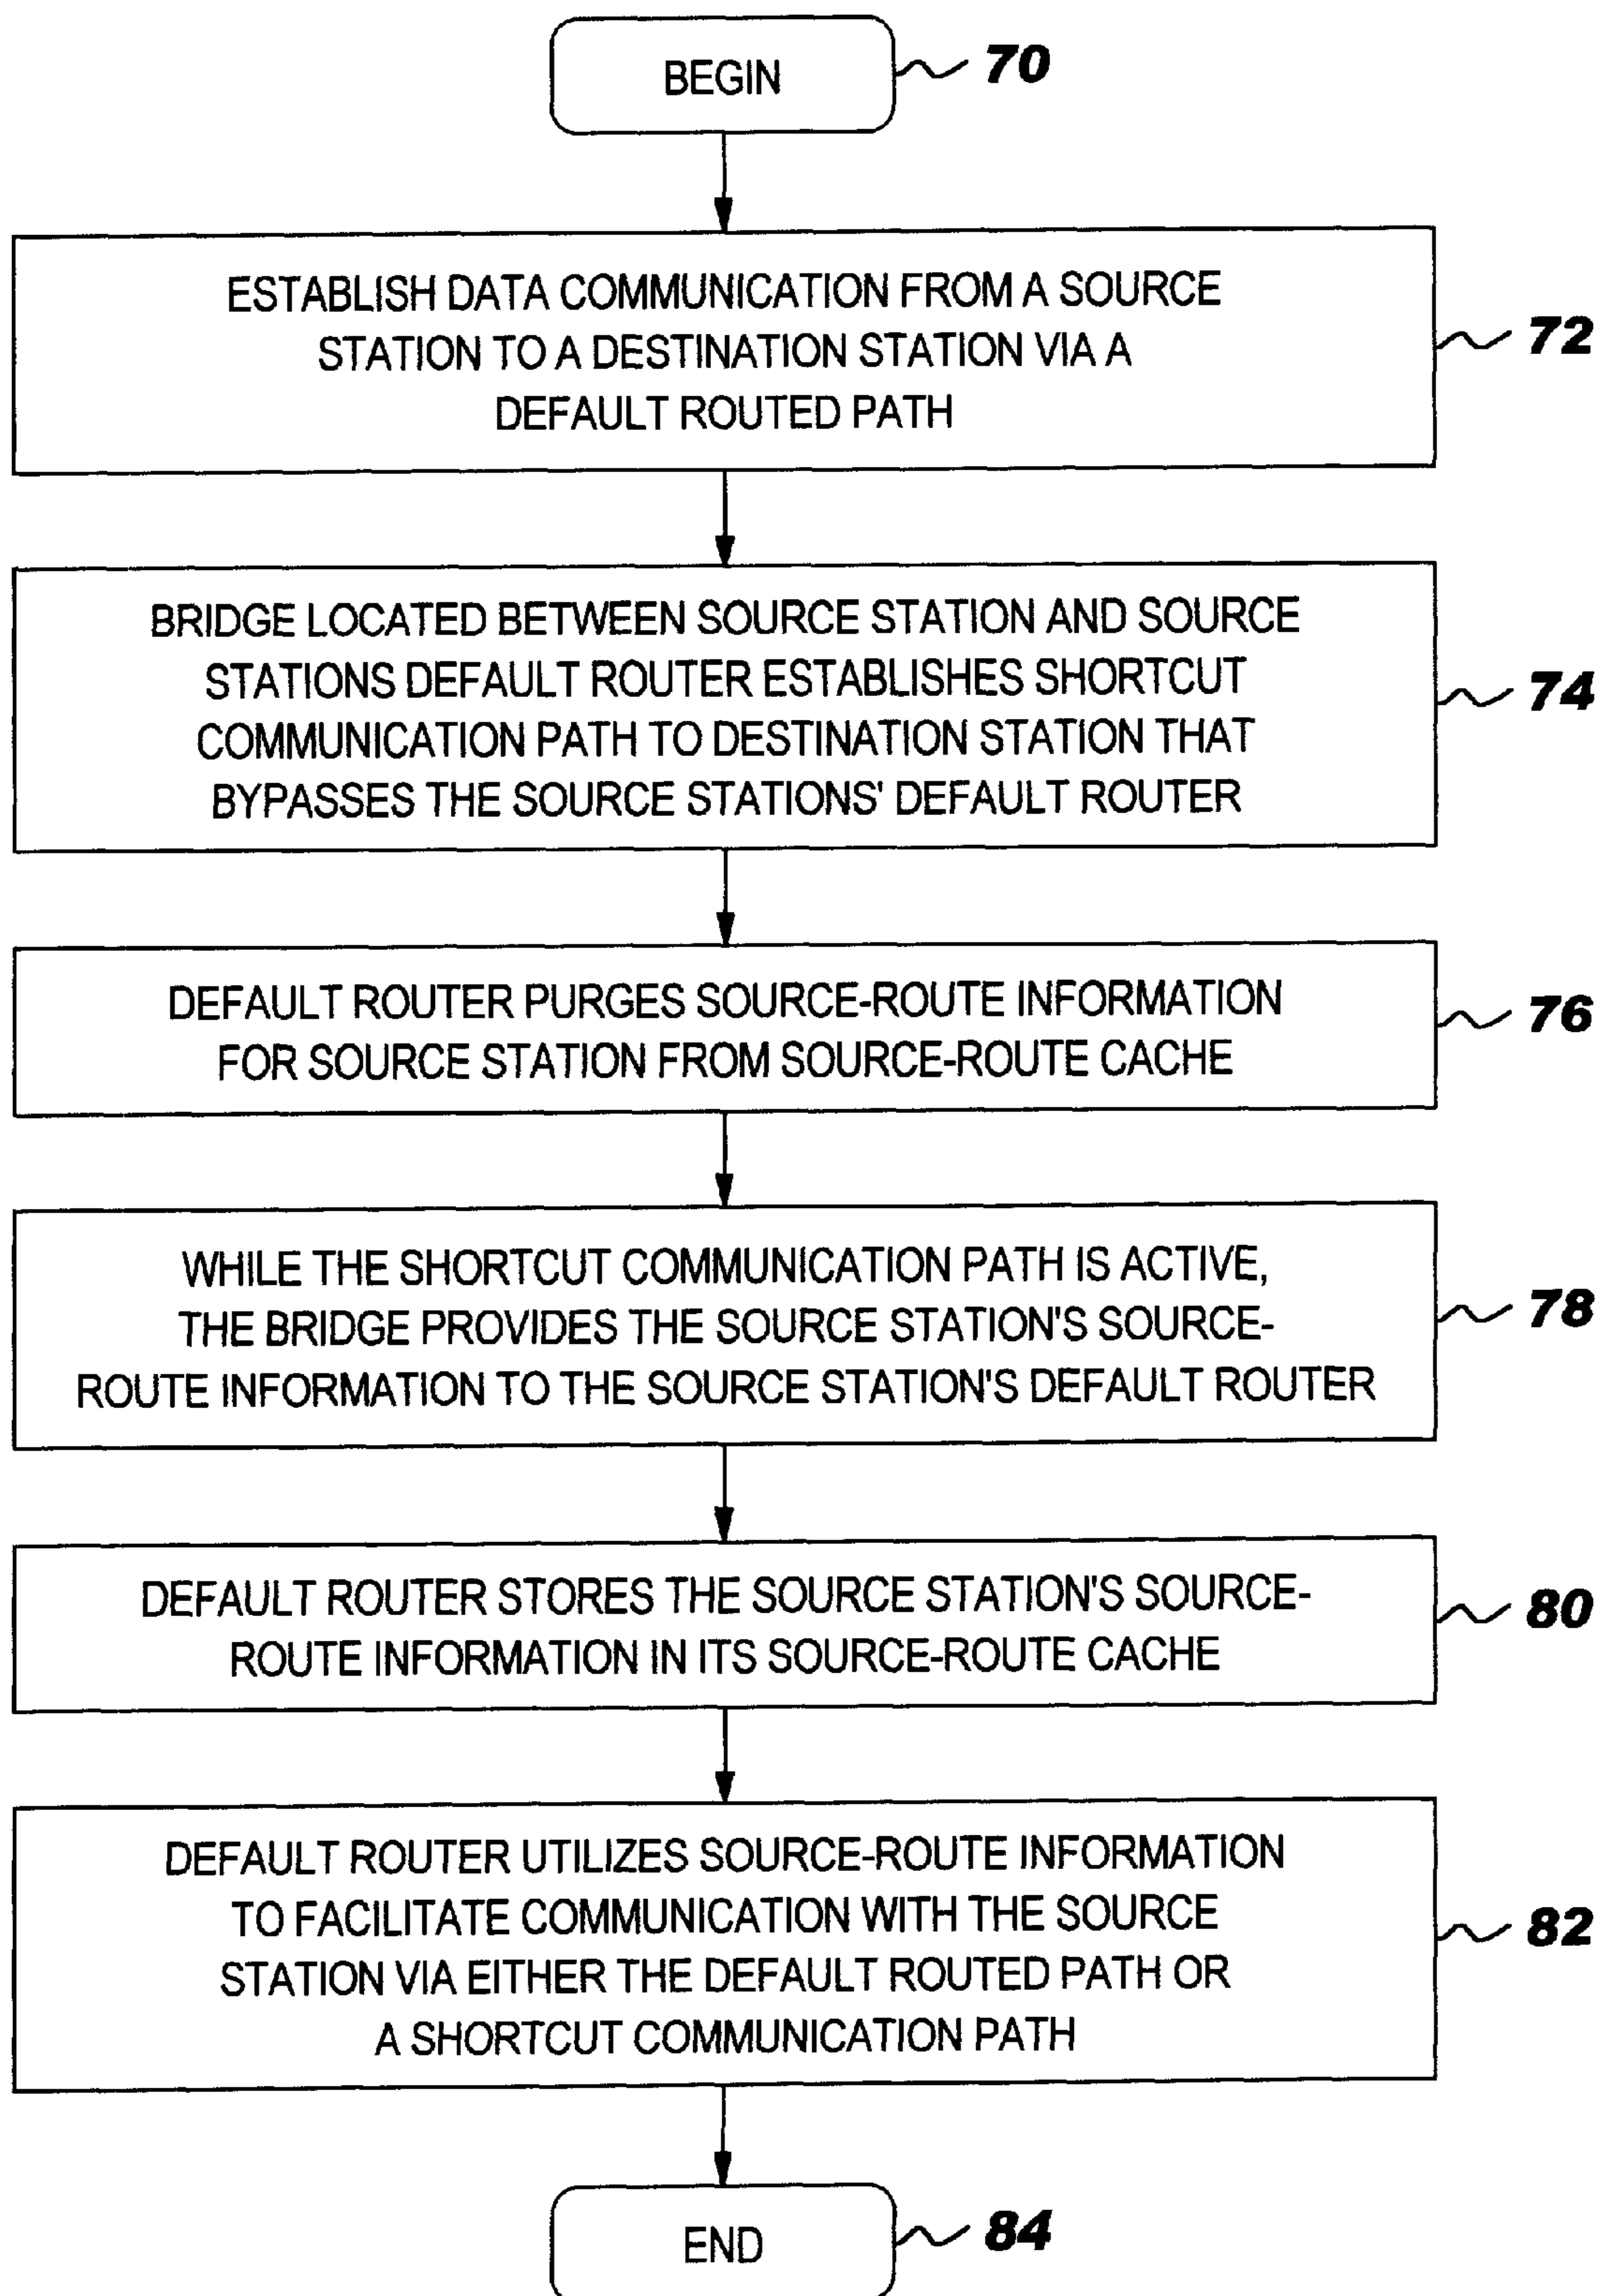 BEGIN
70
ESTABLISH DATA COMMUNICATION FROM A SOURCE
STATION TO A DESTINATION STATION VIA A
DEFAULT ROUTED PATH
72
BRIDGE LOCATED BETWEEN SOURCE STATION AND SOURCE
STATIONS DEFAULT ROUTER ESTABLISHES SHORTCUT
COMMUNICATION PATH TO DESTINATION STATION THAT
BYPASSES THE SOURCE STATIONS' DEFAULT ROUTER
74
DEFAULT ROUTER PURGES SOURCE-ROUTE INFORMATION
FOR SOURCE STATION FROM SOURCE-ROUTE CACHE
76
WHILE THE SHORTCUT COMMUNICATION PATH IS ACTIVE,
THE BRIDGE PROVIDES THE SOURCE STATION'S SOURCE-
ROUTE INFORMATION TO THE SOURCE STATION'S DEFAULT ROUTER
78
DEFAULT ROUTER STORES THE SOURCE STATION'S SOURCE-
ROUTE INFORMATION IN ITS SOURCE-ROUTE CACHE
80
DEFAULT ROUTER UTILIZES SOURCE-ROUTE INFORMATION
TO FACILITATE COMMUNICATION WITH THE SOURCE
STATION VIA EITHER THE DEFAULT ROUTED PATH OR
A SHORTCUT COMMUNICATION PATH
82
END
84